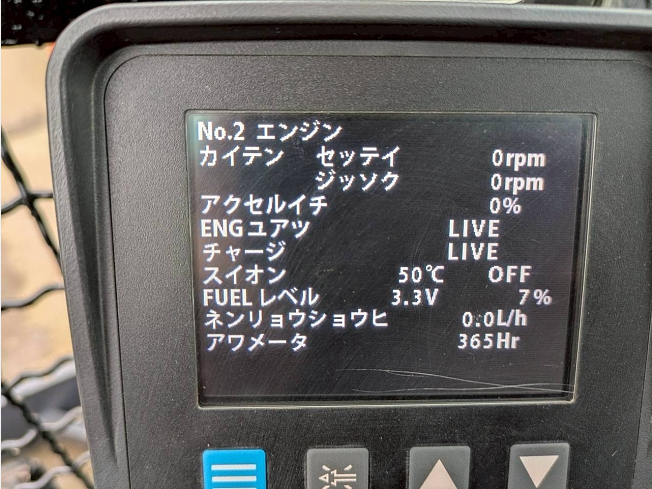 No.2 エンジン
カイテン セッテイ 0rpm
ジッソク 0rpm
アクセルイチ 0%
ENGユアツ LIVE
チャージ LIVE
スイオン 50℃ OFF
FUELレベル 3.3V 7%
ネンリョウショウヒ 0.0L/h
アワメータ 365Hr